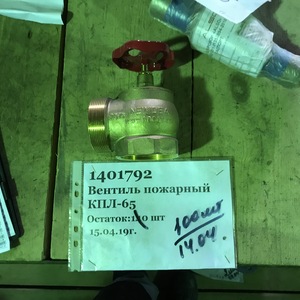 1401792
Вентиль пожарный
КПЛ-65
Остаток:110 шт
15.04.19г.
100шт
14.04.